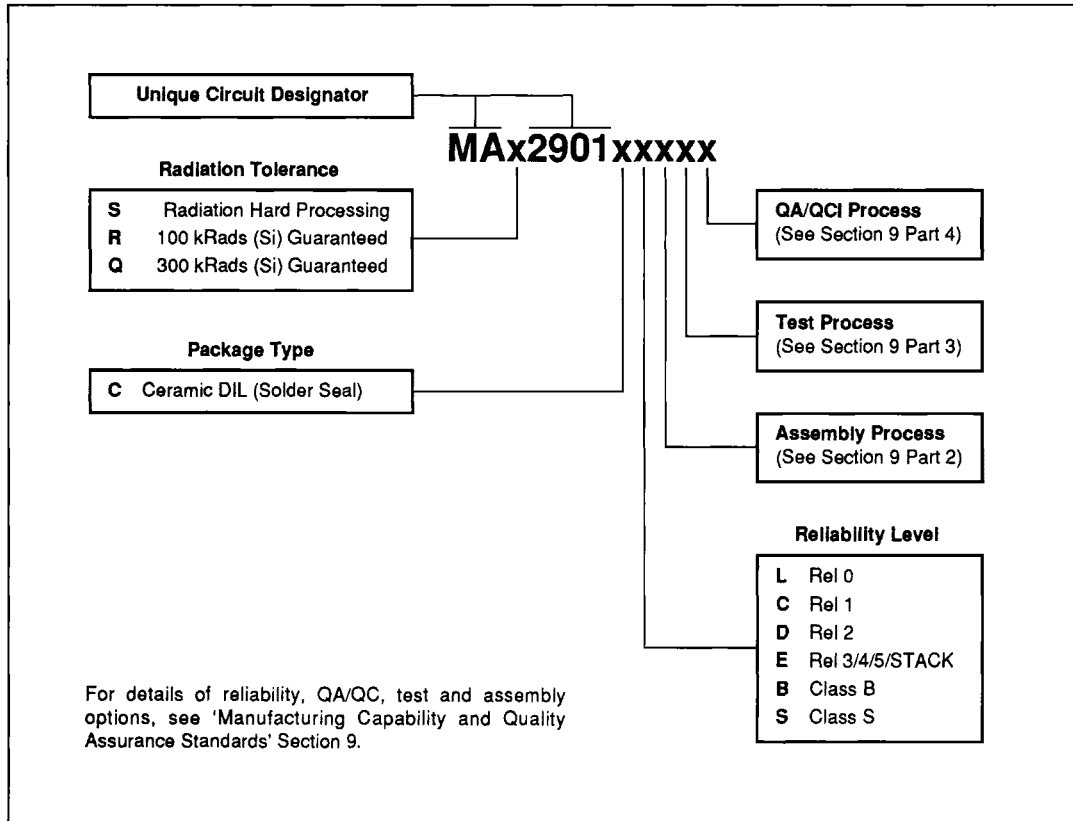 Unique Circuit Designator
MAx2901xxxxx
Radiation Tolerance
S Radiation Hard Processing
R 100 kRads (Si) Guaranteed
Q 300 kRads (Si) Guaranteed
Package Type
C Ceramic DIL (Solder Seal)
QA/QCI Process
(See Section 9 Part 4)
Test Process
(See Section 9 Part 3)
Assembly Process
(See Section 9 Part 2)
Reliability Level
L Rel 0
C Rel 1
D Rel 2
E Rel 3/4/5/STACK
B Class B
S Class S
For details of reliability, QA/QC, test and assembly
options, see 'Manufacturing Capability and Quality
Assurance Standards' Section 9.